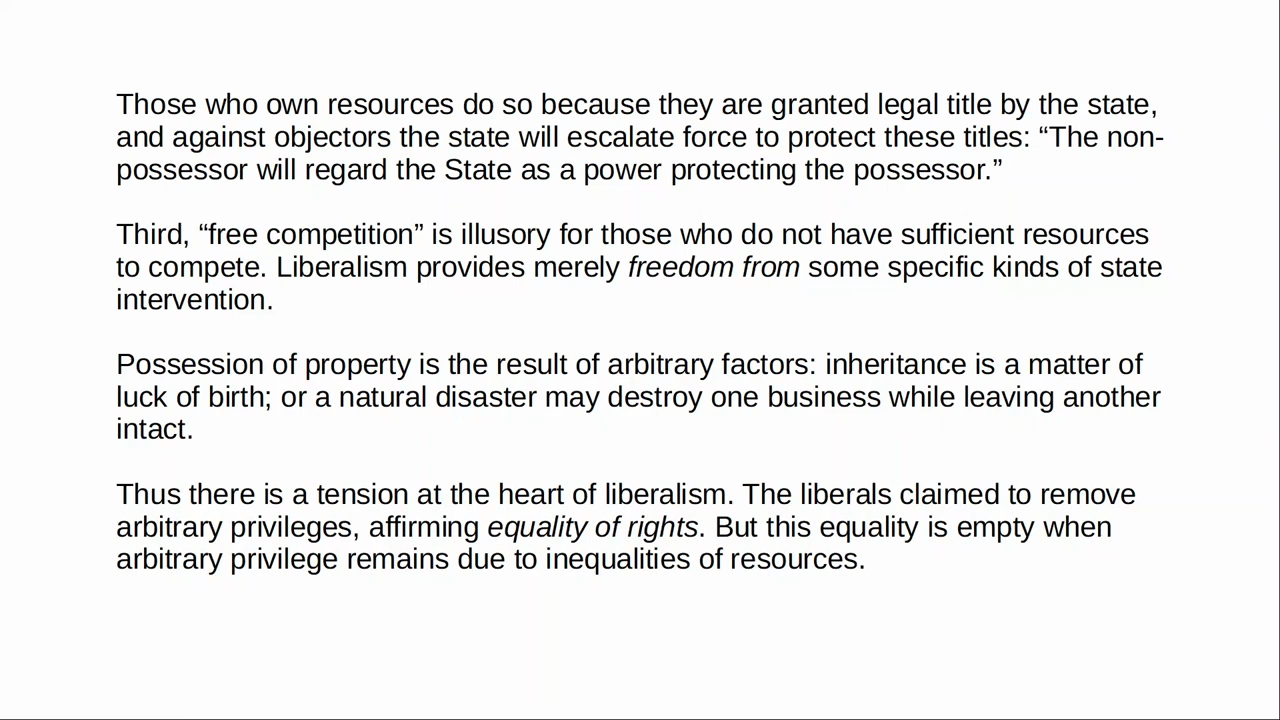 Those who own resources do so because they are granted legal title by the state,
and against objectors the state will escalate force to protect these titles: “The non-
possessor will regard the State as a power protecting the possessor.”
Third, “free competition” is illusory for those who do not have sufficient resources
to compete. Liberalism provides merely freedom from some specific kinds of state
intervention.
Possession of property is the result of arbitrary factors: inheritance is a matter of
luck of birth; or a natural disaster may destroy one business while leaving another
intact.
Thus there is a tension at the heart of liberalism. The liberals claimed to remove
arbitrary privileges, affirming equality of rights. But this equality is empty when
arbitrary privilege remains due to inequalities of resources.